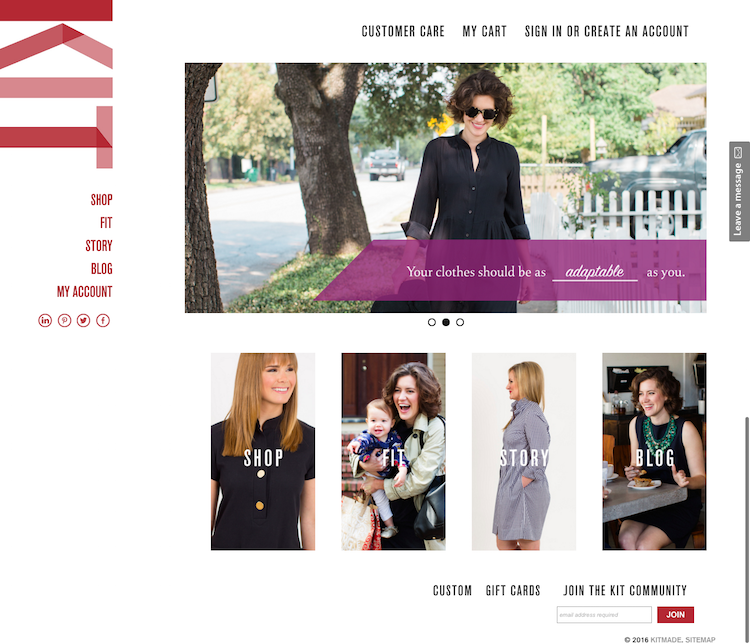 KIT
CUSTOMER CARE MY CART SIGN IN OR CREATE AN ACCOUNT
SHOP
FIT
STORY
BLOG
MY ACCOUNT
in
Your clothes should be as adaptable as you.
Leave a message
SHOP
FIT
STORY
BLOG
CUSTOM GIFT CARDS JOIN THE KIT COMMUNITY
email address required JOIN
© 2016 KITMADE. SITEMAP